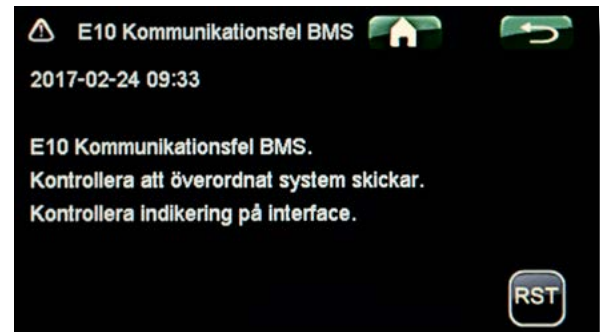 E10 Kommunikationsfel BMS
2017-02-24 09:33
E10 Kommunikationsfel BMS.
Kontrollera att överordnat system skickar.
Kontrollera indikering på interface.
RST